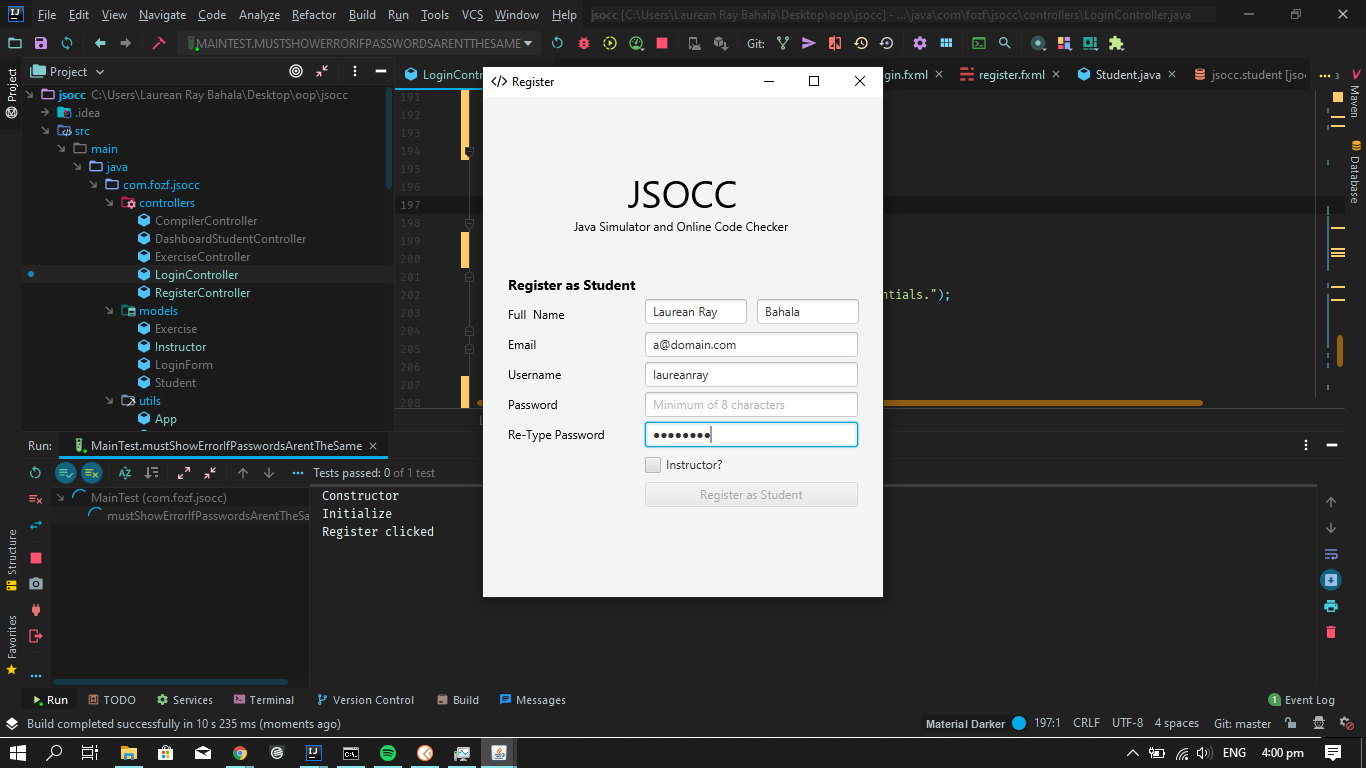 File Edit View Navigate Code Analyze Refactor Build Run Tools VCS Window Help jsocc [C:\Users\Laurean Ray Bahala\Desktop\oop\jsocc] - ...\java\com\fozf\jsocc\controllers\LoginController.java
MAINTEST.MUSTSHOWERRORIFPASSWORDSARENTTHESAME Git:
Project
LoginContr
gin.fxml
register.fxml
Student.java
jsocc.student [jsoc
3
Project
jsocc C:\Users\Laurean Ray Bahala\Desktop\oop\jsocc
.idea
src
main
java
com.fozf.jsocc
controllers
CompilerController
DashboardStudentController
ExerciseController
LoginController
RegisterController
models
Exercise
Instructor
LoginForm
Student
utils
App
191
192
193
194
195
196
197
198
199
200
201
202
203
204
205
206
207
208
ntials.");
Maven
Database
Register
JSOCC
Java Simulator and Online Code Checker
Register as Student
Full Name Laurean Ray Bahala
Email a@domain.com
Username laureanray
Password Minimum of 8 characters
Re-Type Password ●●●●●●●●
Instructor?
Register as Student
Run: MainTest.mustShowErrorIfPasswordsArentTheSame
Tests passed: 0 of 1 test
MainTest (com.fozf.jsocc)
mustShowErrorIfPasswordsArentTheSa
Constructor
Initialize
Register clicked
Structure
Favorites
Run TODO Services Terminal Version Control Build Messages 1 Event Log
Build completed successfully in 10 s 235 ms (moments ago) Material Darker 197:1 CRLF UTF-8 4 spaces Git: master
ENG 4:00 pm